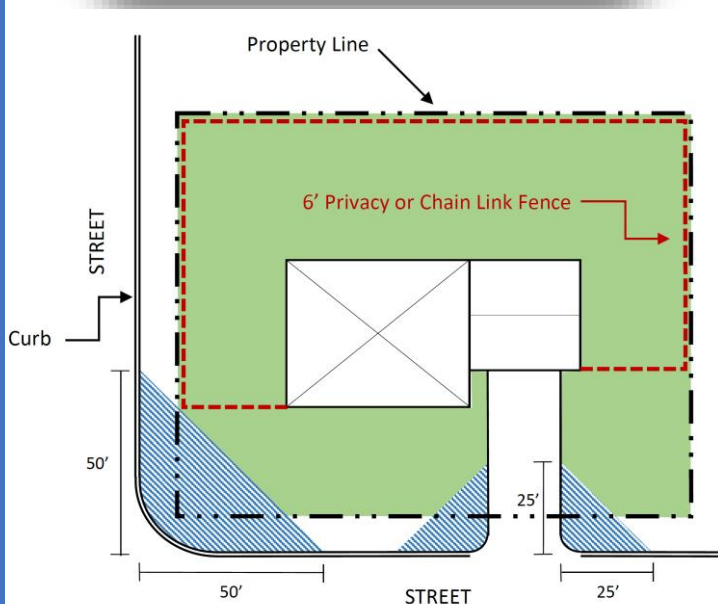 Property Line
6' Privacy or Chain Link Fence
STREET
Curb
50'
25'
50'
STREET
25'